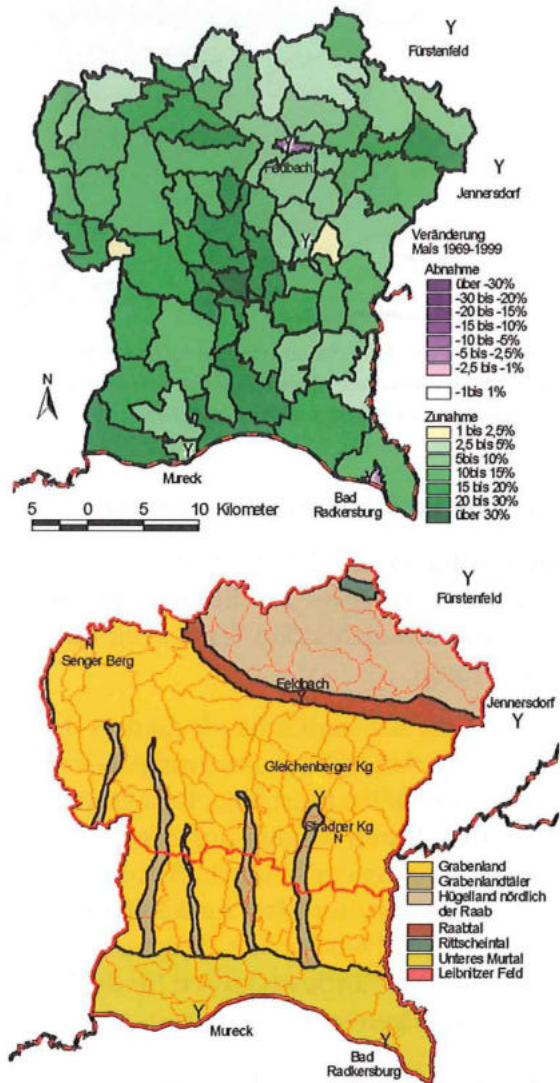 Y
Fürstenfeld
Feldbach
Y
Jennersdorf
Y
Veränderung
Mais 1969-1999
Abnahme
über -30%
-30 bis -20%
-20 bis -15%
-15 bis -10%
-10 bis -5%
-5 bis -2,5%
-2,5 bis -1%
-1bis 1%
Zunahme
1 bis 2,5%
2,5 bis 5%
5bis 10%
10bis 15%
15 bis 20%
20 bis 30%
über 30%
N
Y
Mureck
Y
Bad
Radkersburg
5 0 5 10 Kilometer
Y
Fürstenfeld
N
Senger Berg
Feldbach
Y
Jennersdorf
Y
Gleichenberger Kg
Y
Stradner Kg
N
Grabenland
Grabenlandtäler
Hügelland nördlich
der Raab
Raabtal
Rittscheintal
Unteres Murtal
Leibnitzer Feld
Y
Mureck
Y
Bad
Radkersburg